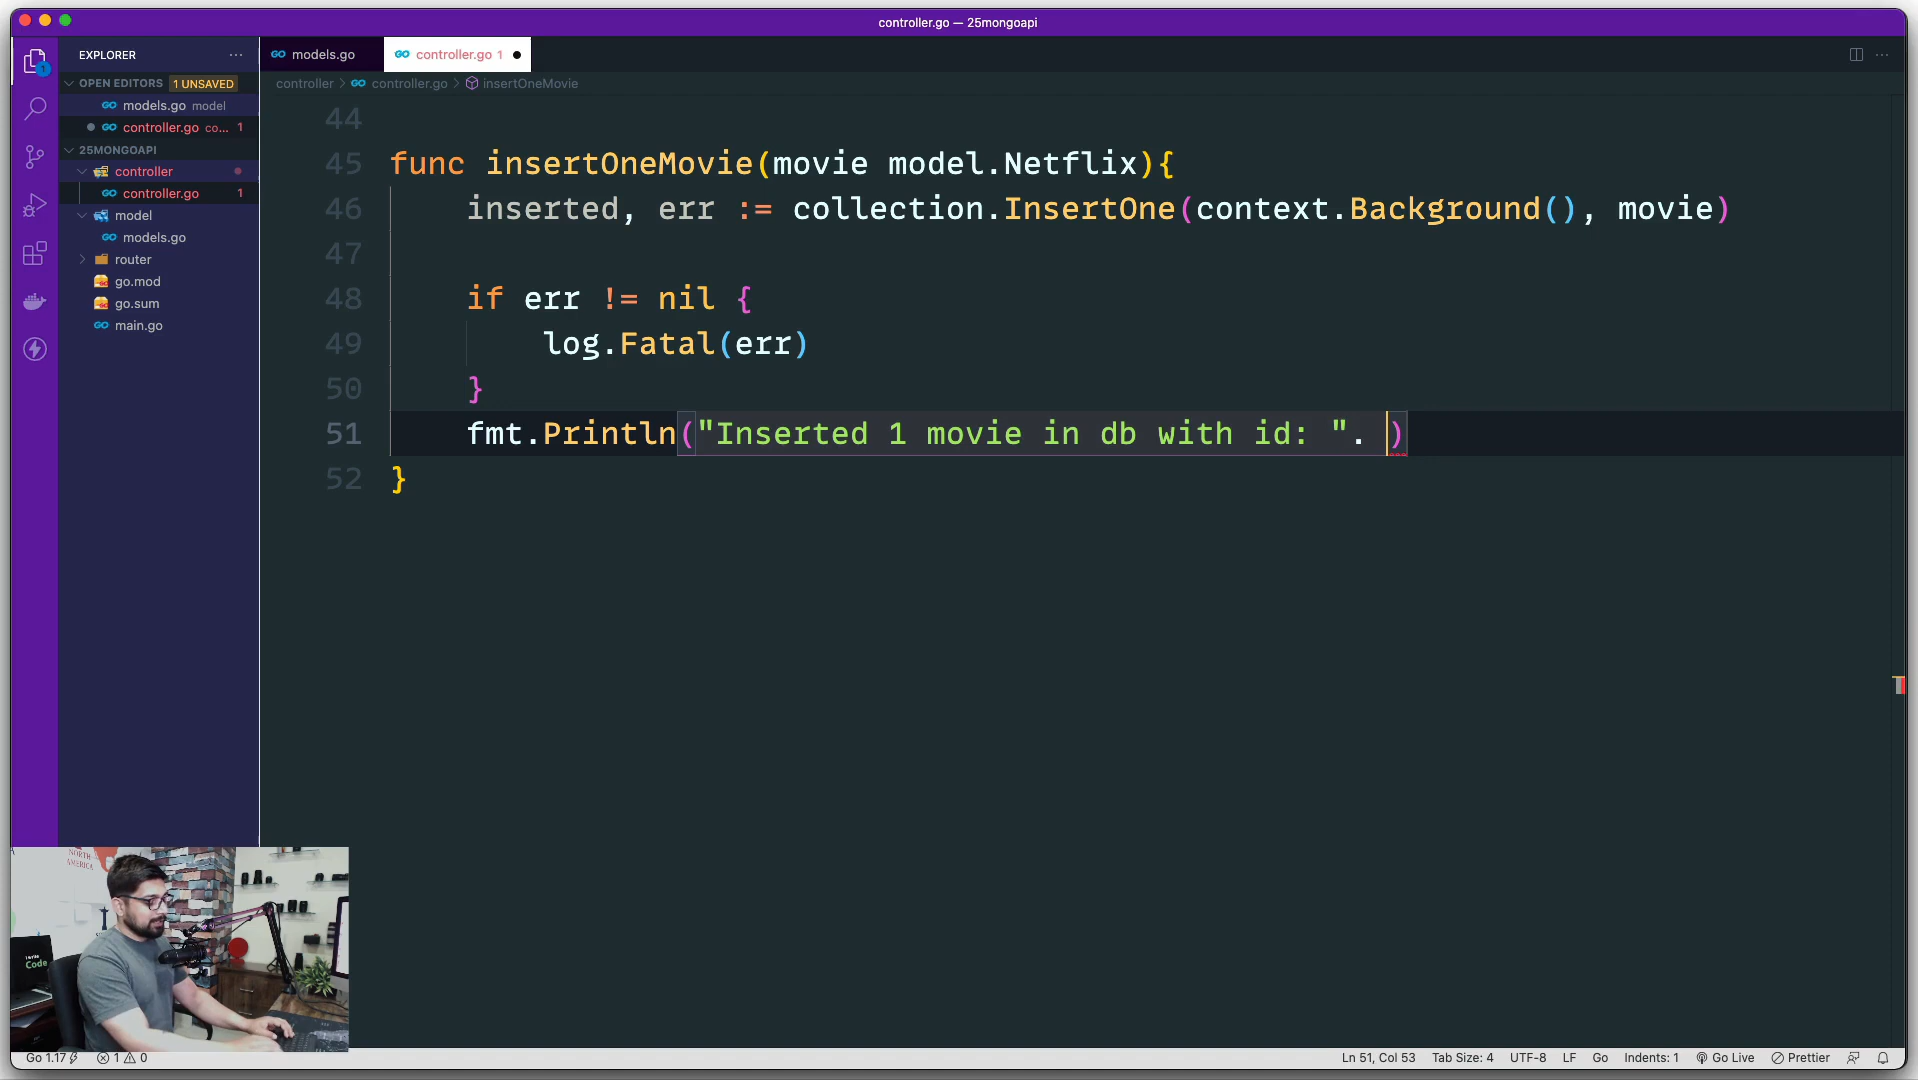 controller.go — 25mongoapi
EXPLORER
models.go
controller.go 1
OPEN EDITORS 1 UNSAVED
models.go model
controller.go co... 1
25MONGOAPI
controller
controller.go 1
model
models.go
router
go.mod
go.sum
main.go
controller > controller.go > insertOneMovie
44
45 func insertOneMovie(movie model.Netflix){
46 inserted, err := collection.InsertOne(context.Background(), movie)
47
48 if err != nil {
49 log.Fatal(err)
50 }
51 fmt.Println("Inserted 1 movie in db with id: ". )
52 }
NORTH
AMERICA
I write
Code
Go 1.17 1 0
Ln 51, Col 53 Tab Size: 4 UTF-8 LF Go Indents: 1 Go Live Prettier